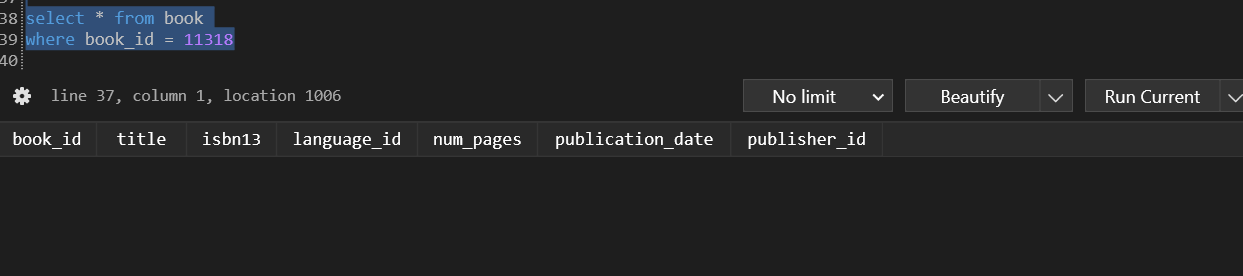 37
38 select * from book
39 where book_id = 11318
40
line 37, column 1, location 1006 No limit Beautify Run Current
book_id title isbn13 language_id num_pages publication_date publisher_id